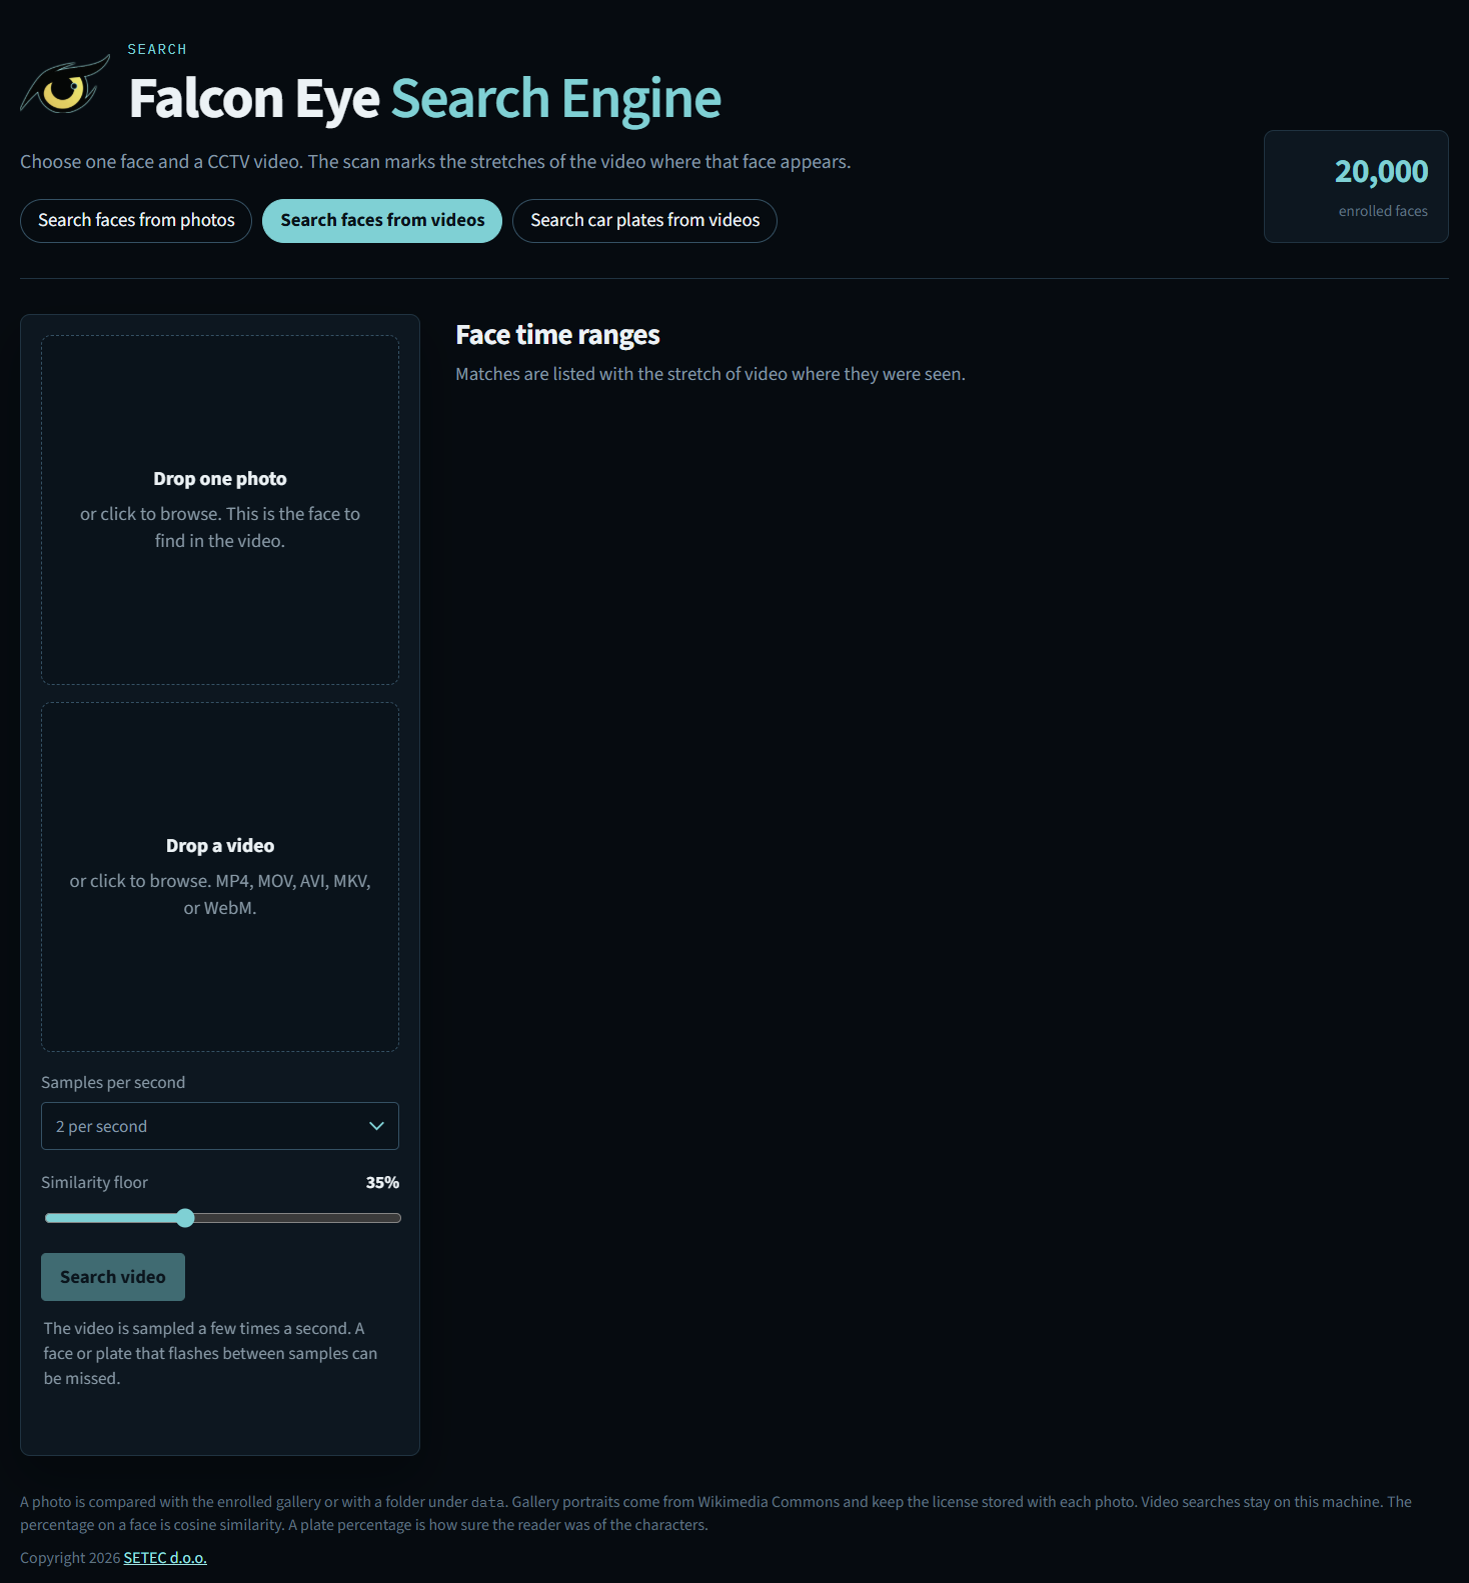 SEARCH
Falcon Eye Search Engine
Choose one face and a CCTV video. The scan marks the stretches of the video where that face appears.
20,000
enrolled faces
Search faces from photos
Search faces from videos
Search car plates from videos
Drop one photo
or click to browse. This is the face to
find in the video.
Drop a video
or click to browse. MP4, MOV, AVI, MKV,
or WebM.
Samples per second
2 per second
Similarity floor
35%
Search video
The video is sampled a few times a second. A
face or plate that flashes between samples can
be missed.
Face time ranges
Matches are listed with the stretch of video where they were seen.
A photo is compared with the enrolled gallery or with a folder under data. Gallery portraits come from Wikimedia Commons and keep the license stored with each photo. Video searches stay on this machine. The
percentage on a face is cosine similarity. A plate percentage is how sure the reader was of the characters.
Copyright 2026 SETEC d.o.o.